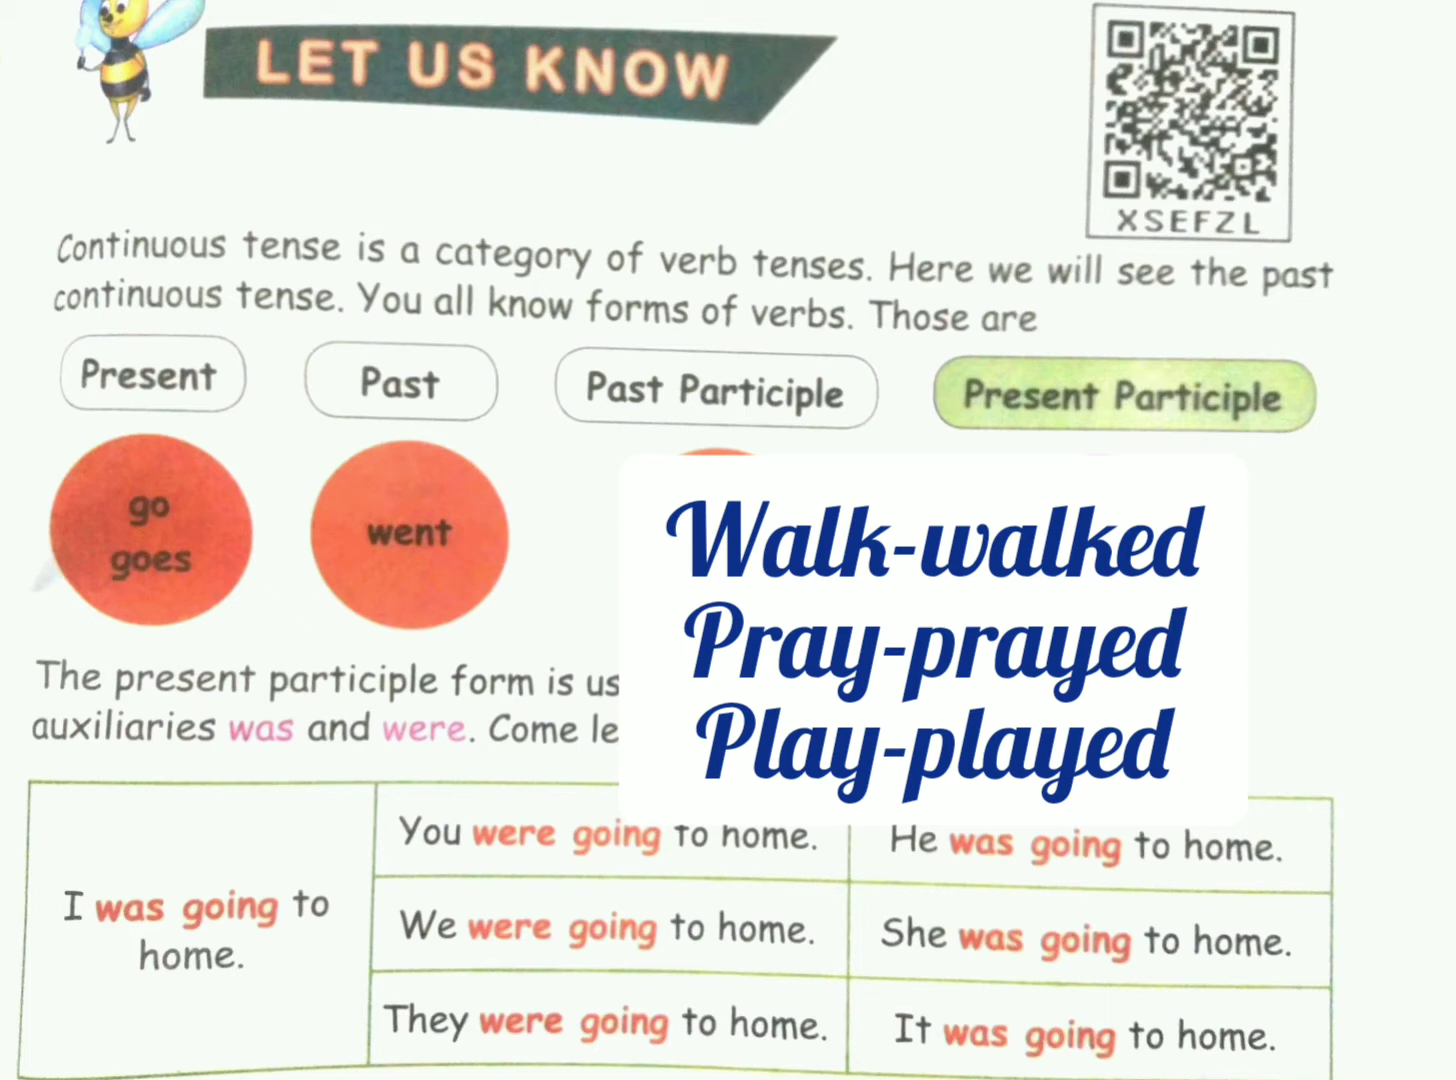 LET US KNOW
XSEFZL
Continuous tense is a category of verb tenses. Here we will see the past
continuous tense. You all know forms of verbs. Those are
Present Past Past Participle Present Participle
go
goes
went
Walk-walked
Pray-prayed
Play-played
The present participle form is us
auxiliaries was and were. Come le
I was going to
home.
You were going to home.
He was going to home.
We were going to home.
She was going to home.
They were going to home.
It was going to home.